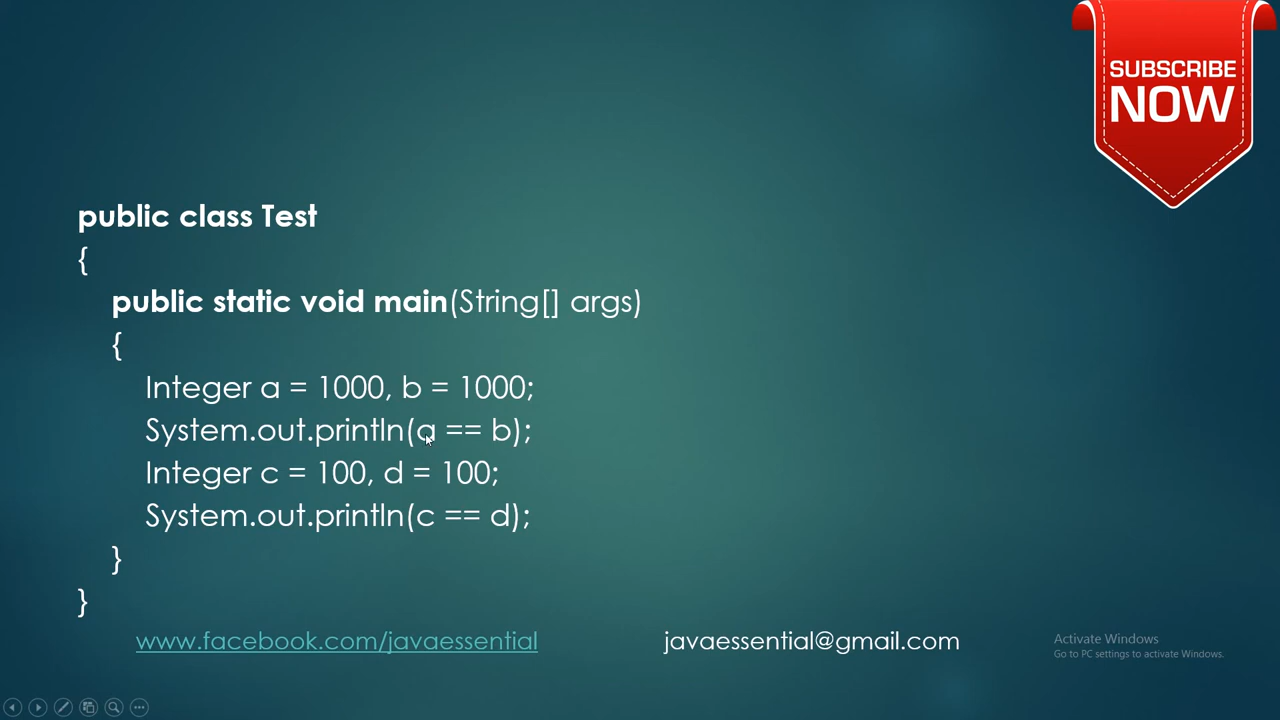 SUBSCRIBE
NOW
public class Test
{
public static void main(String[] args)
{
Integer a = 1000, b = 1000;
System.out.println(a == b);
Integer c = 100, d = 100;
System.out.println(c == d);
}
}
www.facebook.com/javaessential
javaessential@gmail.com
Activate Windows
Go to PC settings to activate Windows.